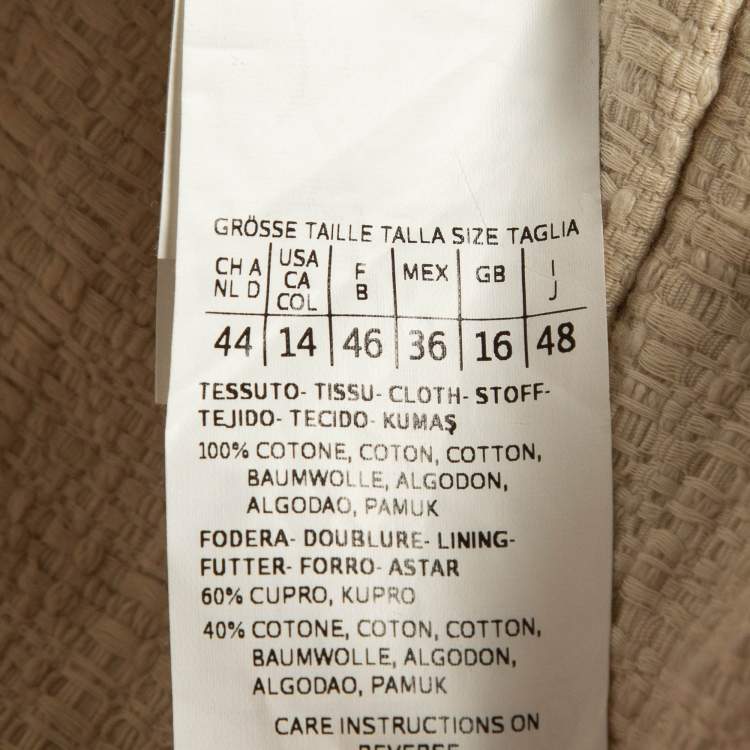 GRÖSSE TAILLE TALLA SIZE TAGLIA
CH A NL D | USA CA COL | F B | MEX | GB | I J
44 | 14 | 46 | 36 | 16 | 48
TESSUTO- TISSU- CLOTH- STOFF-
TEJIDO- TECIDO- KUMAŞ
100% COTONE, COTON, COTTON,
BAUMWOLLE, ALGODON,
ALGODAO, PAMUK
FODERA- DOUBLURE- LINING-
FUTTER- FORRO- ASTAR
60% CUPRO, KUPRO
40% COTONE, COTON, COTTON,
BAUMWOLLE, ALGODON,
ALGODAO, PAMUK
CARE INSTRUCTIONS ON
REVERSE